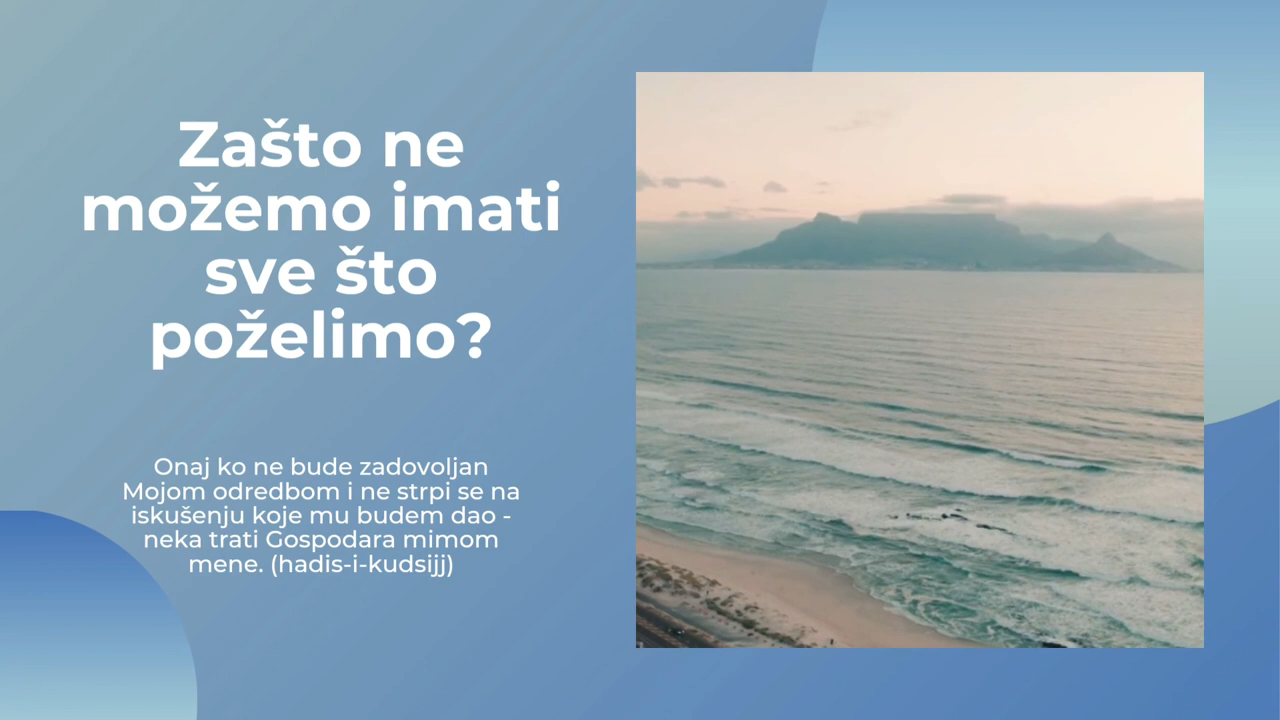 Zašto ne
možemo imati
sve što
poželimo?
Onaj ko ne bude zadovoljan
Mojom odredbom i ne strpi se na
iskušenju koje mu budem dao -
neka trati Gospodara mimom
mene. (hadis-i-kudsijj)